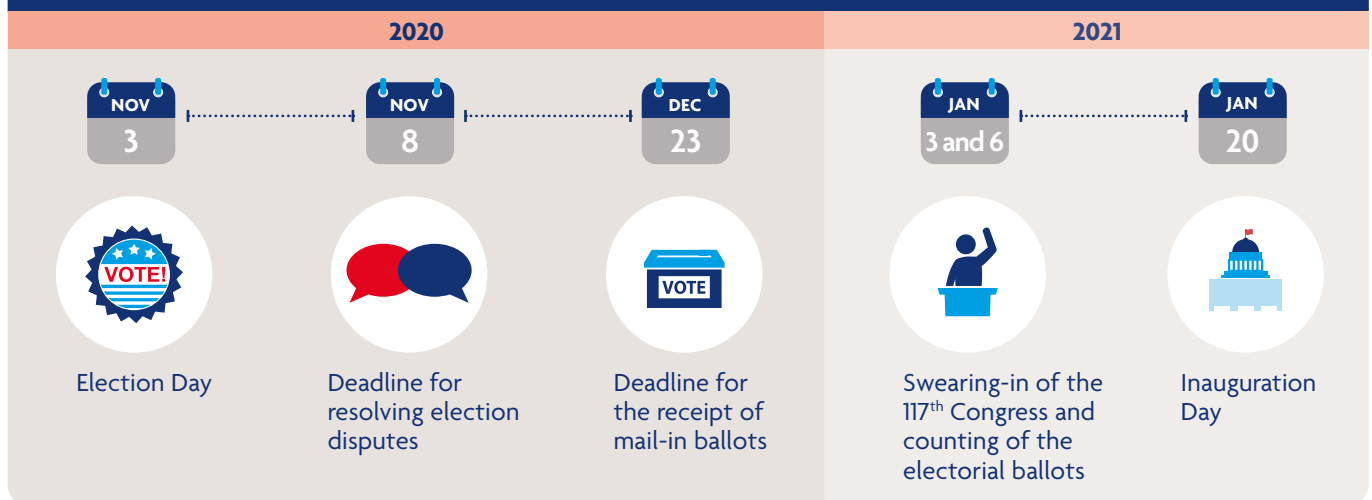 2020
2021
NOV
3
NOV
8
DEC
23
JAN
3 and 6
JAN
20
VOTE!
VOTE
Election Day
Deadline for
resolving election
disputes
Deadline for
the receipt of
mail-in ballots
Swearing-in of the
117th Congress and
counting of the
electorial ballots
Inauguration
Day